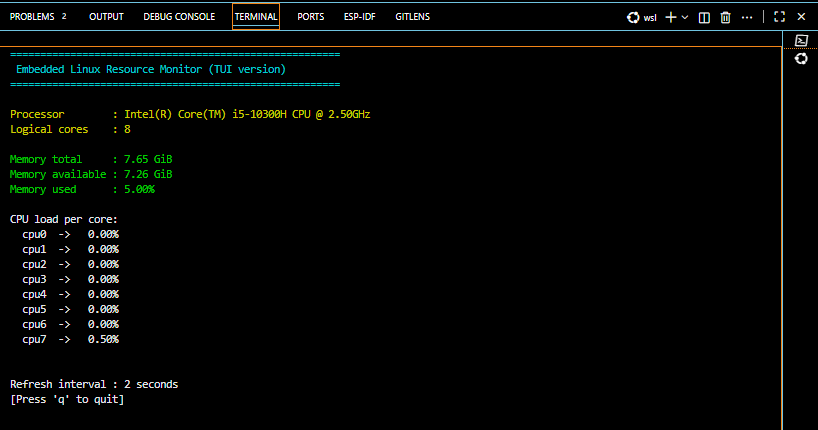 PROBLEMS 2 OUTPUT DEBUG CONSOLE TERMINAL PORTS ESP-IDF GITLENS wsl
==================================================
Embedded Linux Resource Monitor (TUI version)
==================================================
Processor : Intel(R) Core(TM) i5-10300H CPU @ 2.50GHz
Logical cores : 8
Memory total : 7.65 GiB
Memory available : 7.26 GiB
Memory used : 5.00%
CPU load per core:
cpu0 -> 0.00%
cpu1 -> 0.00%
cpu2 -> 0.00%
cpu3 -> 0.00%
cpu4 -> 0.00%
cpu5 -> 0.00%
cpu6 -> 0.00%
cpu7 -> 0.50%
Refresh interval : 2 seconds
[Press 'q' to quit]